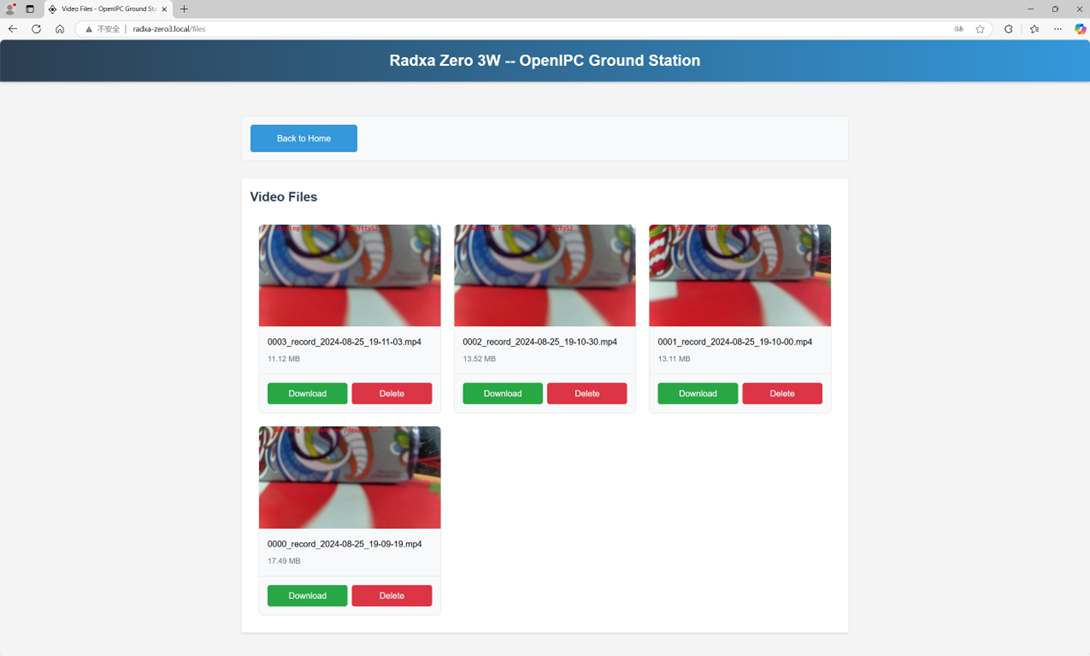 Video Files - OpenIPC Ground Sta
不安全 | radxa-zero3.local/files
Radxa Zero 3W -- OpenIPC Ground Station
Back to Home
Video Files
0003_record_2024-08-25_19-11-03.mp4
11.12 MB
Download Delete
0002_record_2024-08-25_19-10-30.mp4
13.52 MB
Download Delete
0001_record_2024-08-25_19-10-00.mp4
13.11 MB
Download Delete
0000_record_2024-08-25_19-09-19.mp4
17.49 MB
Download Delete